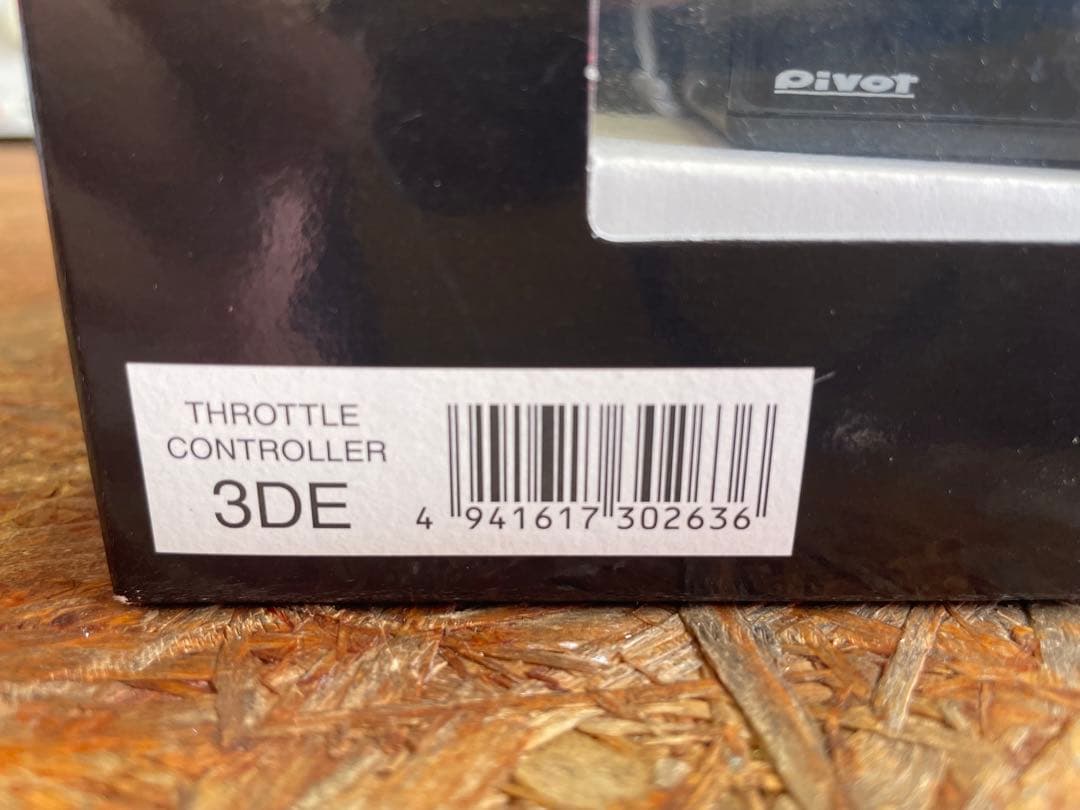 Pivot
THROTTLE
CONTROLLER
3DE
4 941617 302636